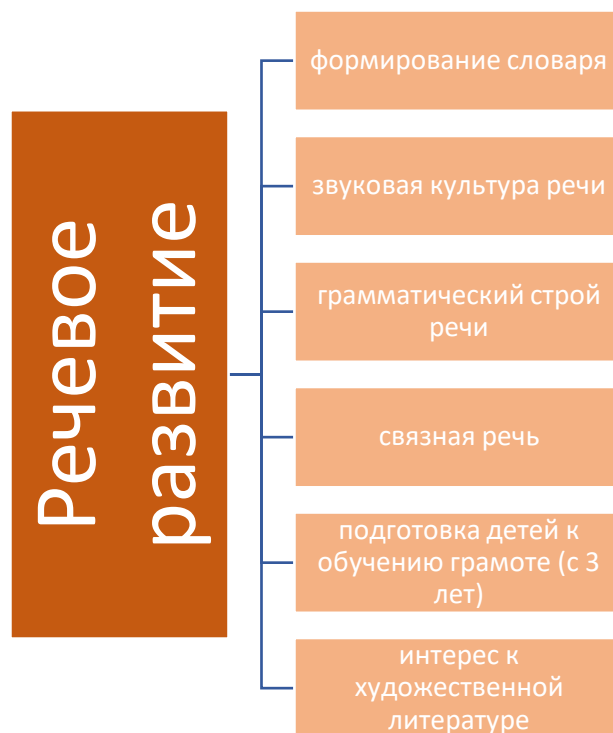 Речевое
развитие
формирование словаря
звуковая культура речи
грамматический строй
речи
связная речь
подготовка детей к
обучению грамоте (с 3
лет)
интерес к
художественной
литературе